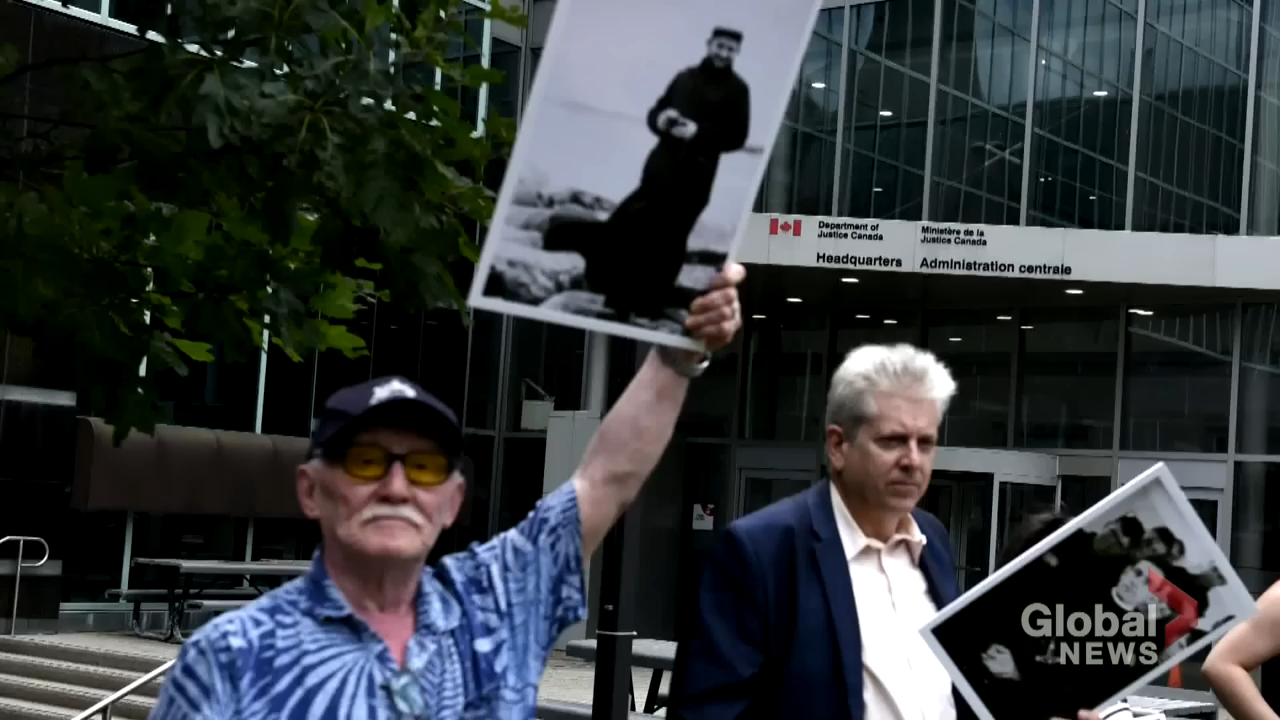 Department of
Justice Canada
Ministère de la
Justice Canada
Headquarters
Administration centrale
Global
NEWS